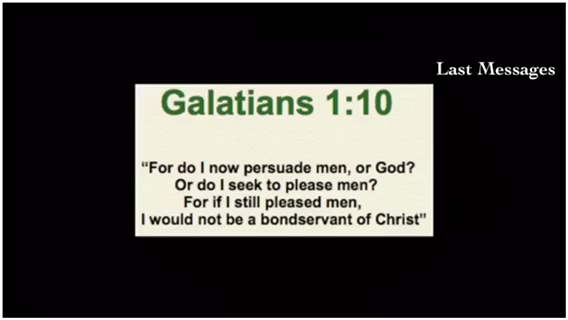 Last Messages
Galatians 1:10
“For do I now persuade men, or God?
Or do I seek to please men?
For if I still pleased men,
I would not be a bondservant of Christ”